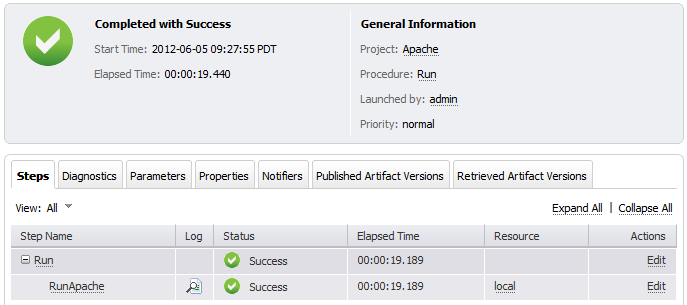 Completed with Success
Start Time: 2012-06-05 09:27:55 PDT
Elapsed Time: 00:00:19.440
General Information
Project: Apache
Procedure: Run
Launched by: admin
Priority: normal
Steps Diagnostics Parameters Properties Notifiers Published Artifact Versions Retrieved Artifact Versions
View: All Expand All | Collapse All
Step Name Log Status Elapsed Time Resource Actions
Run Success 00:00:19.189 Edit
RunApache Success 00:00:19.189 local Edit